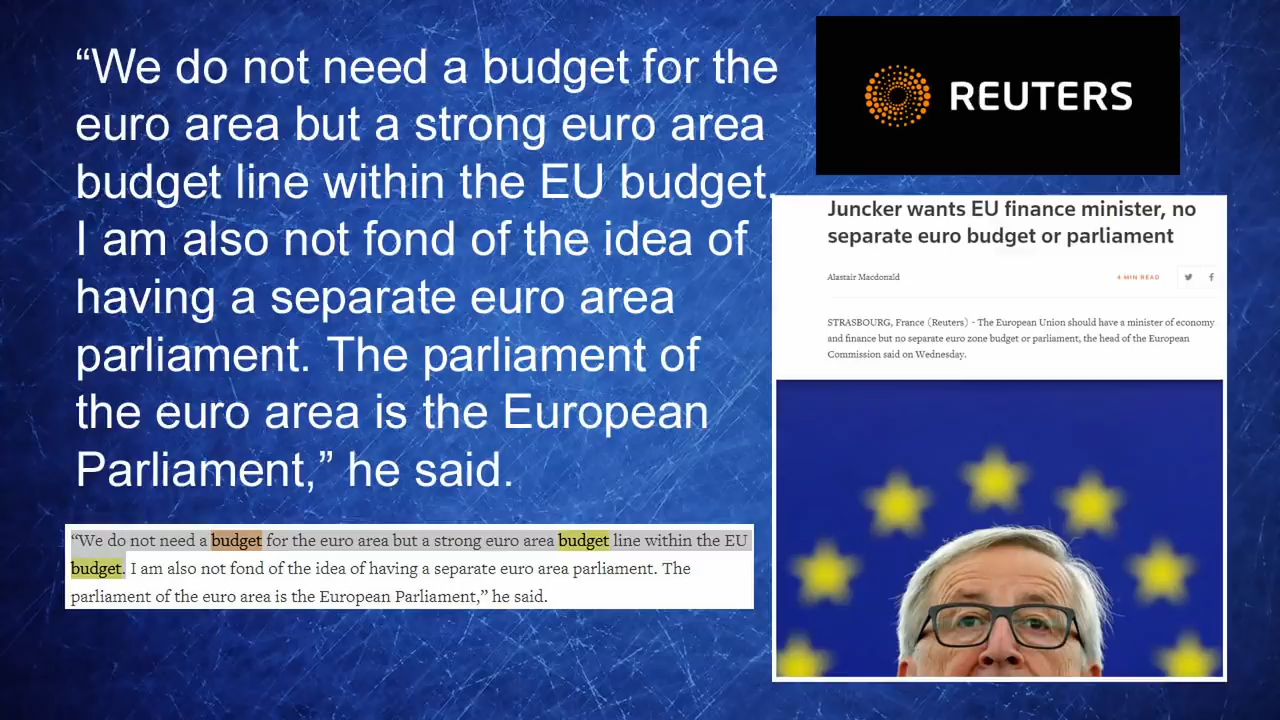 “We do not need a budget for the
euro area but a strong euro area
budget line within the EU budget.
I am also not fond of the idea of
having a separate euro area
parliament. The parliament of
the euro area is the European
Parliament,” he said.
“We do not need a budget for the euro area but a strong euro area budget line within the EU
budget. I am also not fond of the idea of having a separate euro area parliament. The
parliament of the euro area is the European Parliament,” he said.
REUTERS
Juncker wants EU finance minister, no
separate euro budget or parliament
Alastair Macdonald
4 MIN READ
STRASBOURG, France (Reuters) - The European Union should have a minister of economy
and finance but no separate euro zone budget or parliament, the head of the European
Commission said on Wednesday.